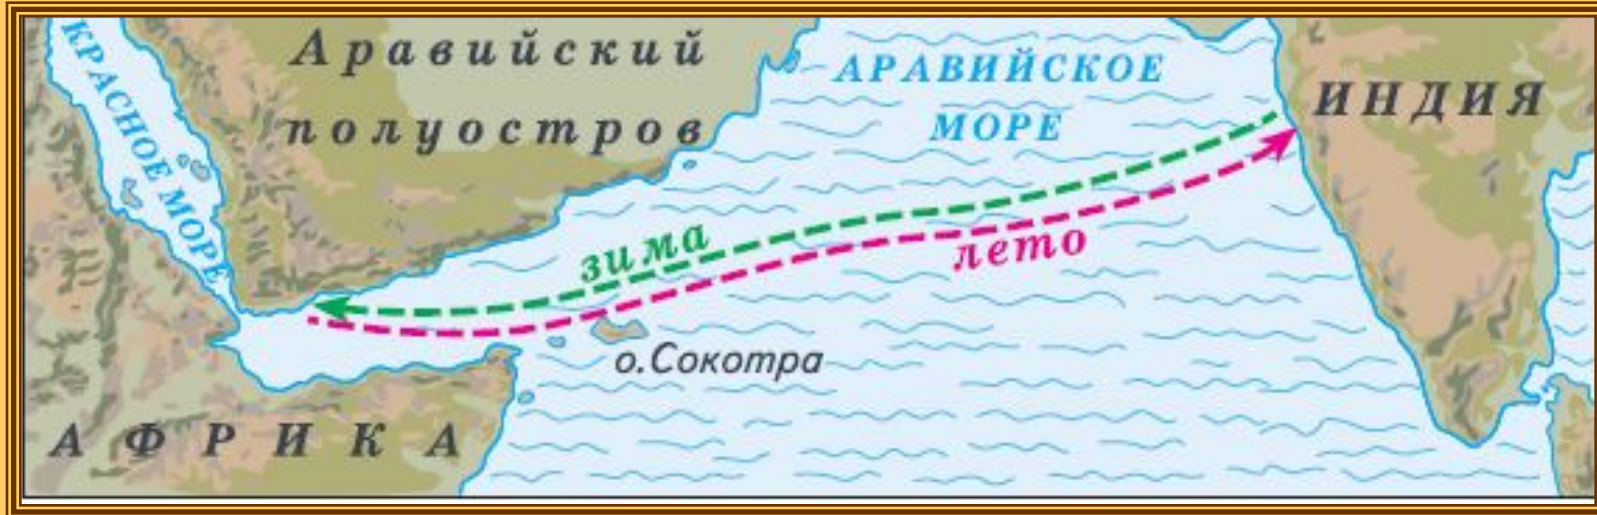 КРАСНОЕ МОРЕ
Аравийский
полуостров
АРАВИЙСКОЕ
МОРЕ
ИНДИЯ
зима
лето
о.Сокотра
АФРИКА